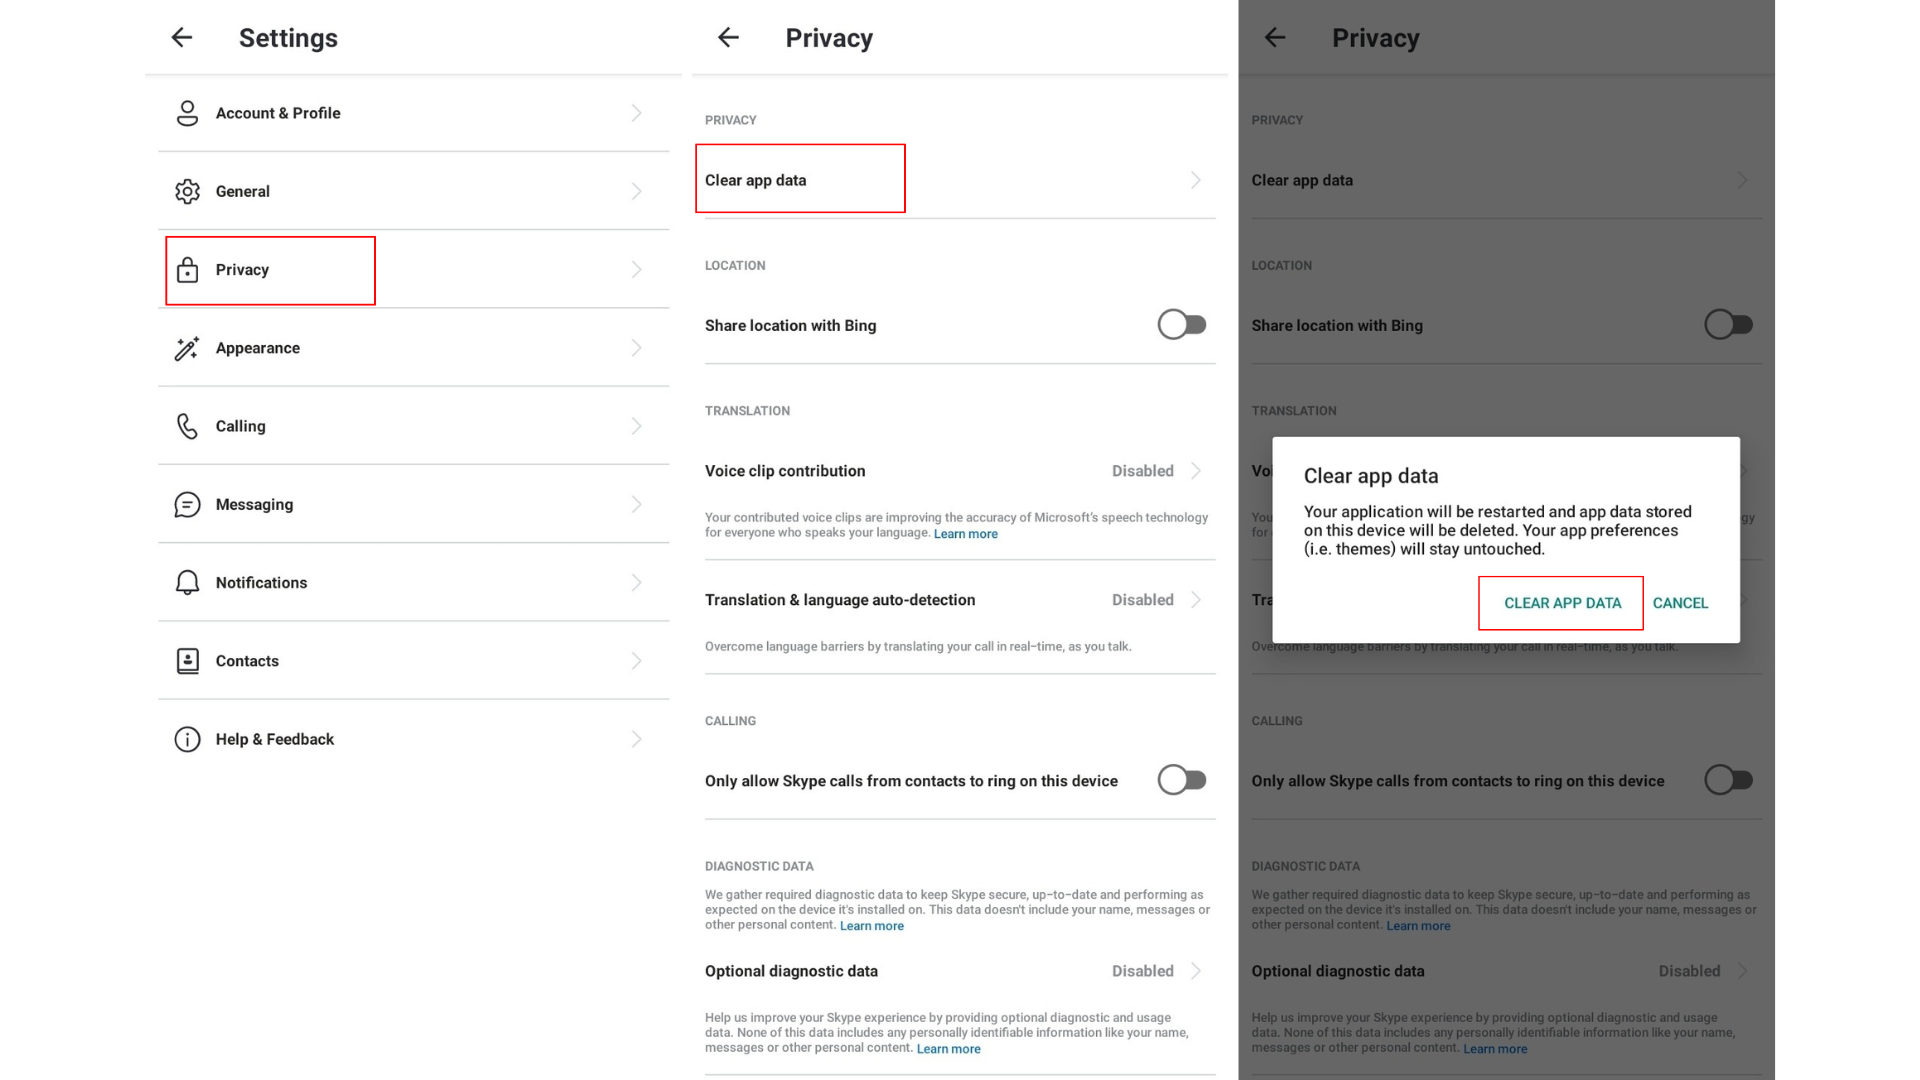 Settings
Account & Profile
General
Privacy
Appearance
Calling
Messaging
Notifications
Contacts
Help & Feedback
Privacy
PRIVACY
Clear app data
LOCATION
Share location with Bing
TRANSLATION
Voice clip contribution
Disabled
Your contributed voice clips are improving the accuracy of Microsoft's speech technology
for everyone who speaks your language. Learn more
Translation & language auto-detection
Disabled
Overcome language barriers by translating your call in real-time, as you talk.
CALLING
Only allow Skype calls from contacts to ring on this device
DIAGNOSTIC DATA
We gather required diagnostic data to keep Skype secure, up-to-date and performing as
expected on the device it's installed on. This data doesn't include your name, messages or
other personal content. Learn more
Optional diagnostic data
Disabled
Help us improve your Skype experience by providing optional diagnostic and usage
data. None of this data includes any personally identifiable information like your name,
messages or other personal content. Learn more
Privacy
PRIVACY
Clear app data
LOCATION
Share location with Bing
TRANSLATION
Voi
You
gy
for
Clear app data
Your application will be restarted and app data stored
on this device will be deleted. Your app preferences
(i.e. themes) will stay untouched.
CLEAR APP DATA
CANCEL
Tra
Overcome language barriers by translating your call in real-time, as you talk.
CALLING
Only allow Skype calls from contacts to ring on this device
DIAGNOSTIC DATA
We gather required diagnostic data to keep Skype secure, up-to-date and performing as
expected on the device it's installed on. This data doesn't include your name, messages or
other personal content. Learn more
Optional diagnostic data
Disabled
Help us improve your Skype experience by providing optional diagnostic and usage
data. None of this data includes any personally identifiable information like your name,
messages or other personal content. Learn more